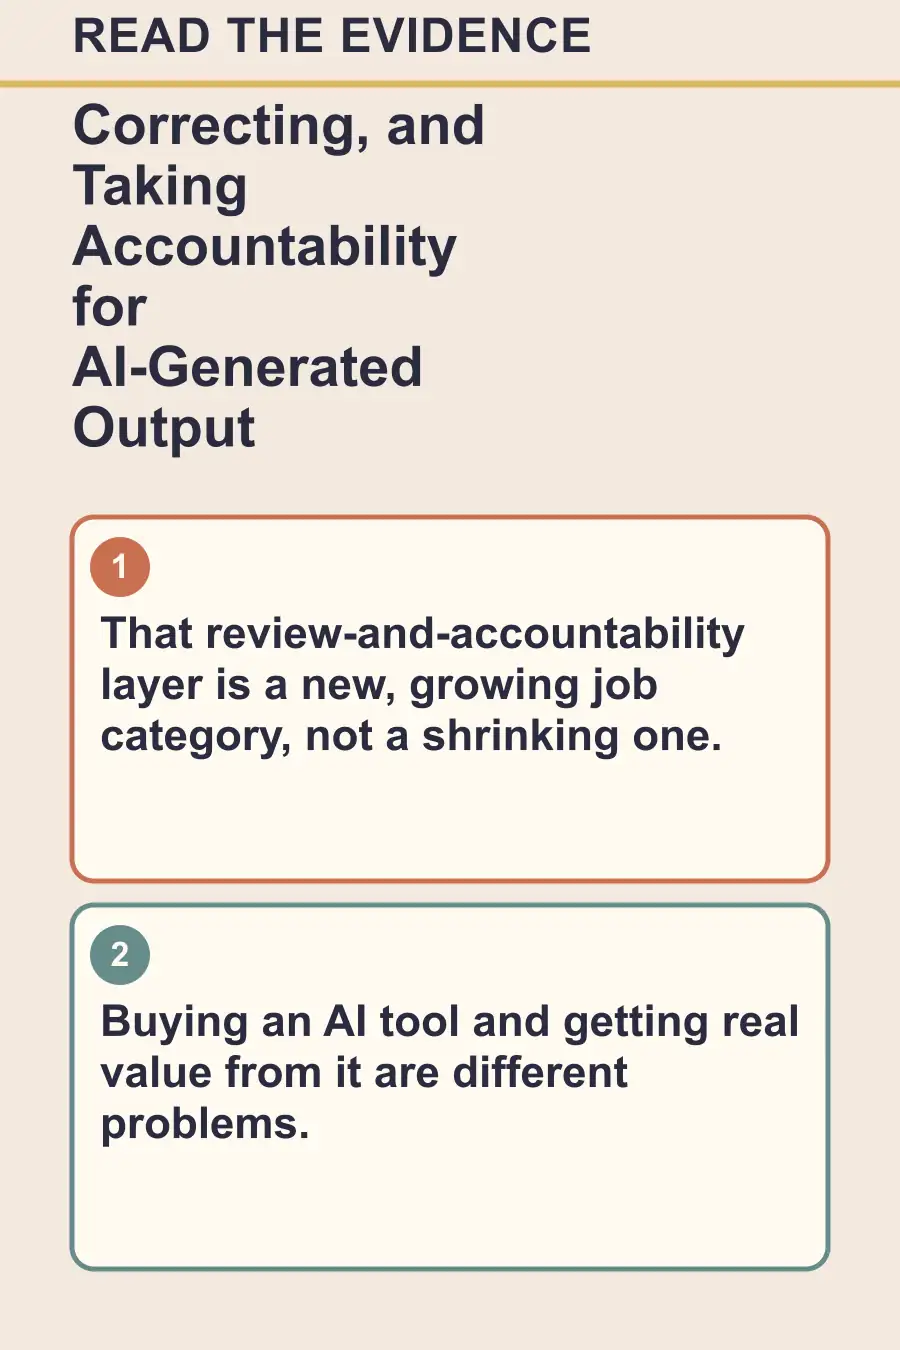 READ THE EVIDENCE
Correcting, and
Taking
Accountability
for
AI-Generated
Output
1
That review-and-accountability
layer is a new, growing job
category, not a shrinking one.
2
Buying an AI tool and getting real
value from it are different
problems.